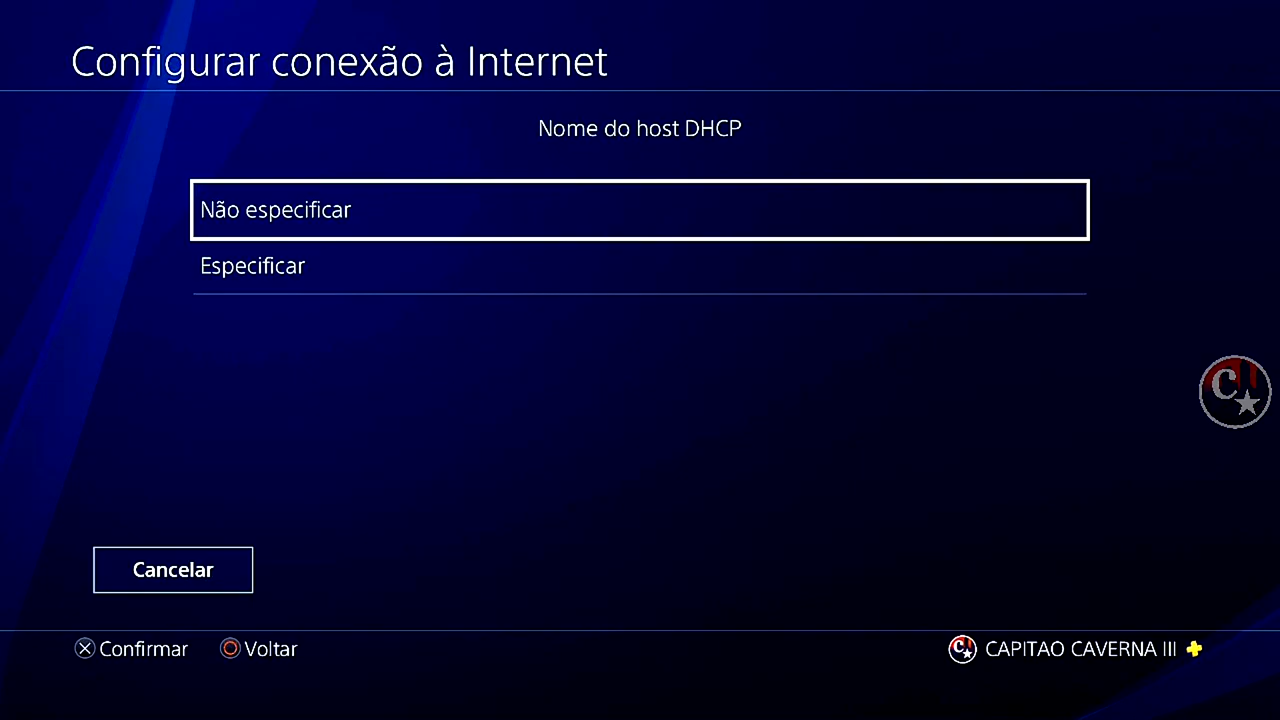 Configurar conexão à Internet
Nome do host DHCP
Não especificar
Especificar
C
Cancelar
Confirmar Voltar
C CAPITAO CAVERNA III